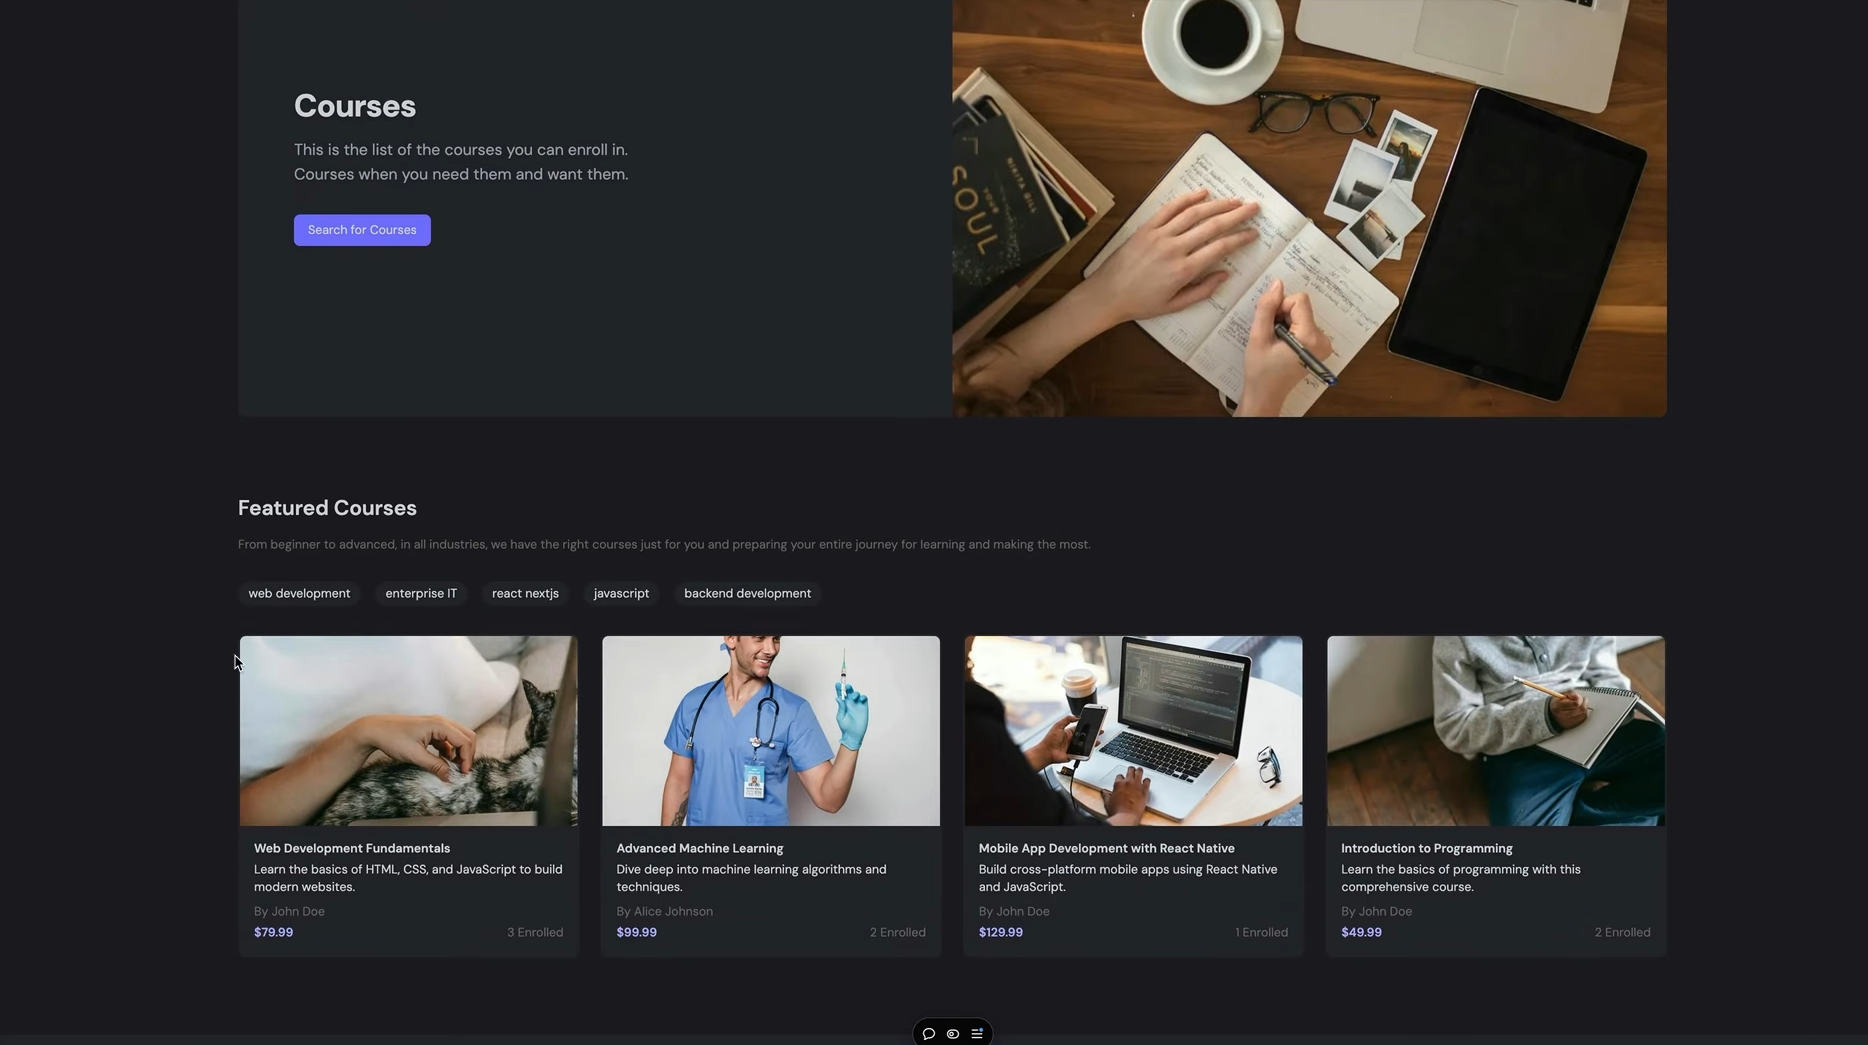 Courses
This is the list of the courses you can enroll in.
Courses when you need them and want them.
Search for Courses
SOUL
NIKITA GILL
Featured Courses
From beginner to advanced, in all industries, we have the right courses just for you and preparing your entire journey for learning and making the most.
web development
enterprise IT
react nextjs
javascript
backend development
Web Development Fundamentals
Learn the basics of HTML, CSS, and JavaScript to build
modern websites.
By John Doe
$79.99
3 Enrolled
Advanced Machine Learning
Dive deep into machine learning algorithms and
techniques.
By Alice Johnson
$99.99
2 Enrolled
Mobile App Development with React Native
Build cross-platform mobile apps using React Native
and JavaScript.
By John Doe
$129.99
1 Enrolled
Introduction to Programming
Learn the basics of programming with this
comprehensive course.
By John Doe
$49.99
2 Enrolled